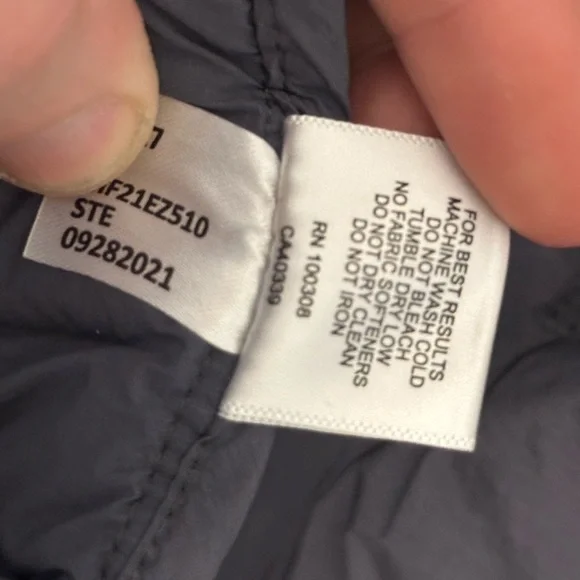 7
F21EZ510
STE
09282021
FOR BEST RESULTS
MACHINE WASH COLD
DO NOT BLEACH
TUMBLE DRY LOW
NO FABRIC SOFTENERS
DO NOT DRY CLEAN
DO NOT IRON
RN 100308
CA40339